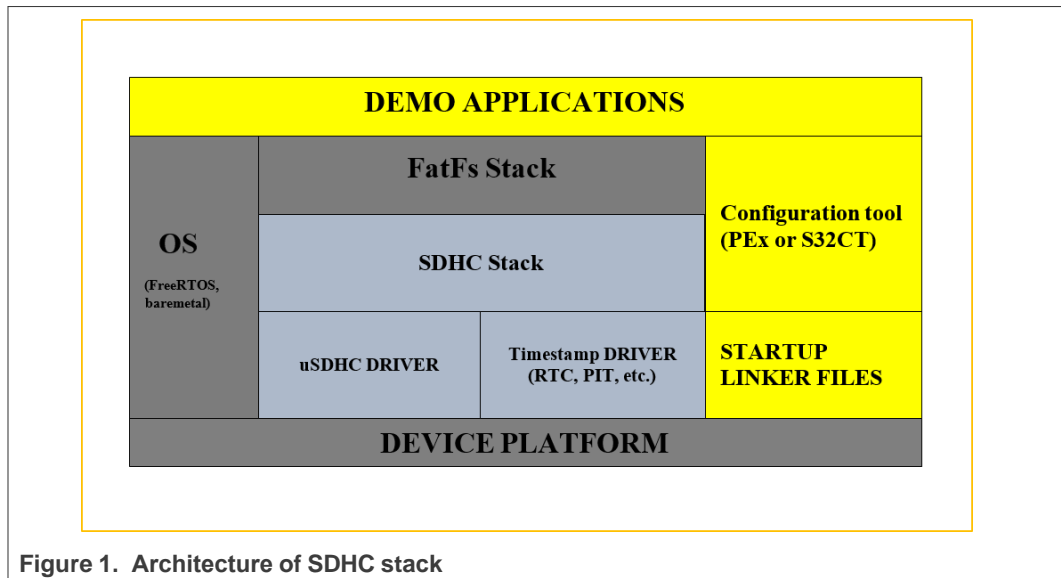 DEMO APPLICATIONS
FatFs Stack
OS
(FreeRTOS,
baremetal)
SDHC Stack
Configuration tool
(PEx or S32CT)
uSDHC DRIVER
Timestamp DRIVER
(RTC, PIT, etc.)
STARTUP
LINKER FILES
DEVICE PLATFORM
Figure 1. Architecture of SDHC stack